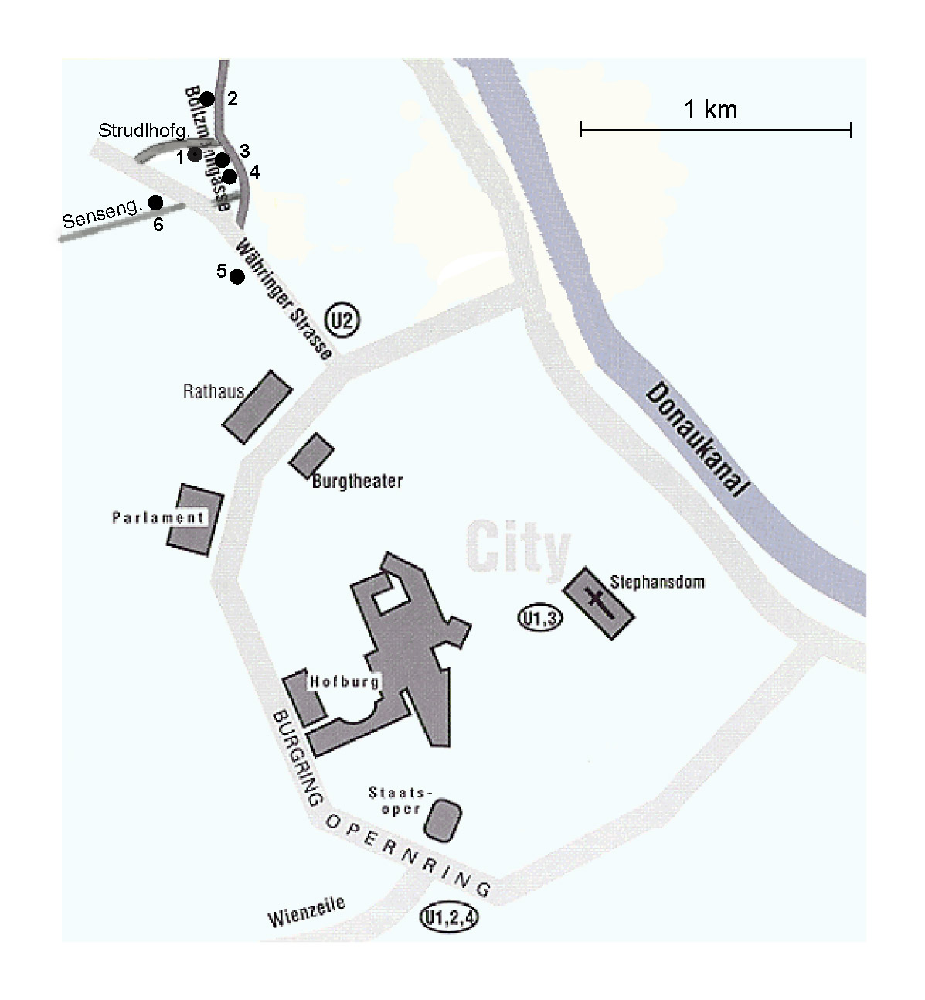 1 km
2
Boltzmanngasse
Strudlhofg.
1
3
4
Senseng.
6
5
Währinger Strasse
U2
Rathaus
Donaukanal
Burgtheater
Parlament
City
Stephansdom
U1,3
Hofburg
BURGRING
Staats-
oper
OPERNRING
Wienzeile
U1,2,4